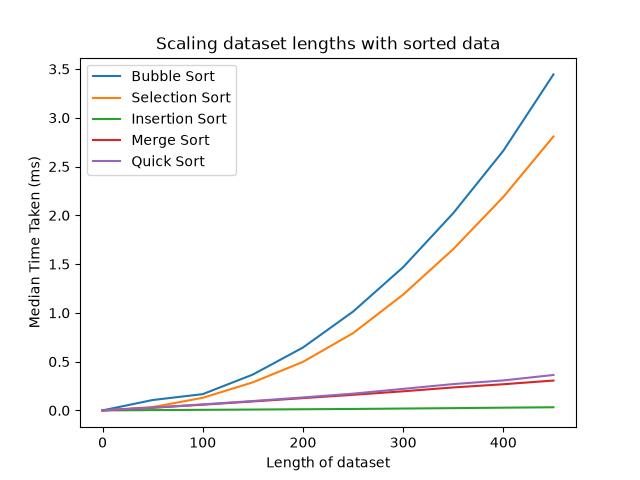 Scaling dataset lengths with sorted data
Bubble Sort
Selection Sort
Insertion Sort
Merge Sort
Quick Sort
Median Time Taken (ms)
3.5
3.0
2.5
2.0
1.5
1.0
0.5
0.0
0 100 200 300 400
Length of dataset